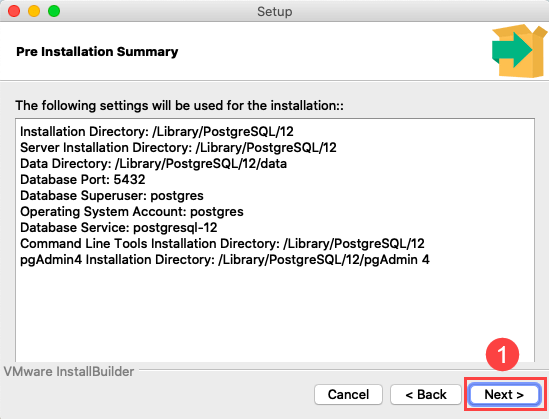 Setup
Pre Installation Summary
The following settings will be used for the installation::
Installation Directory: /Library/PostgreSQL/12
Server Installation Directory: /Library/PostgreSQL/12
Data Directory: /Library/PostgreSQL/12/data
Database Port: 5432
Database Superuser: postgres
Operating System Account: postgres
Database Service: postgresql-12
Command Line Tools Installation Directory: /Library/PostgreSQL/12
pgAdmin4 Installation Directory: /Library/PostgreSQL/12/pgAdmin 4
1
VMware InstallBuilder
Cancel < Back Next >